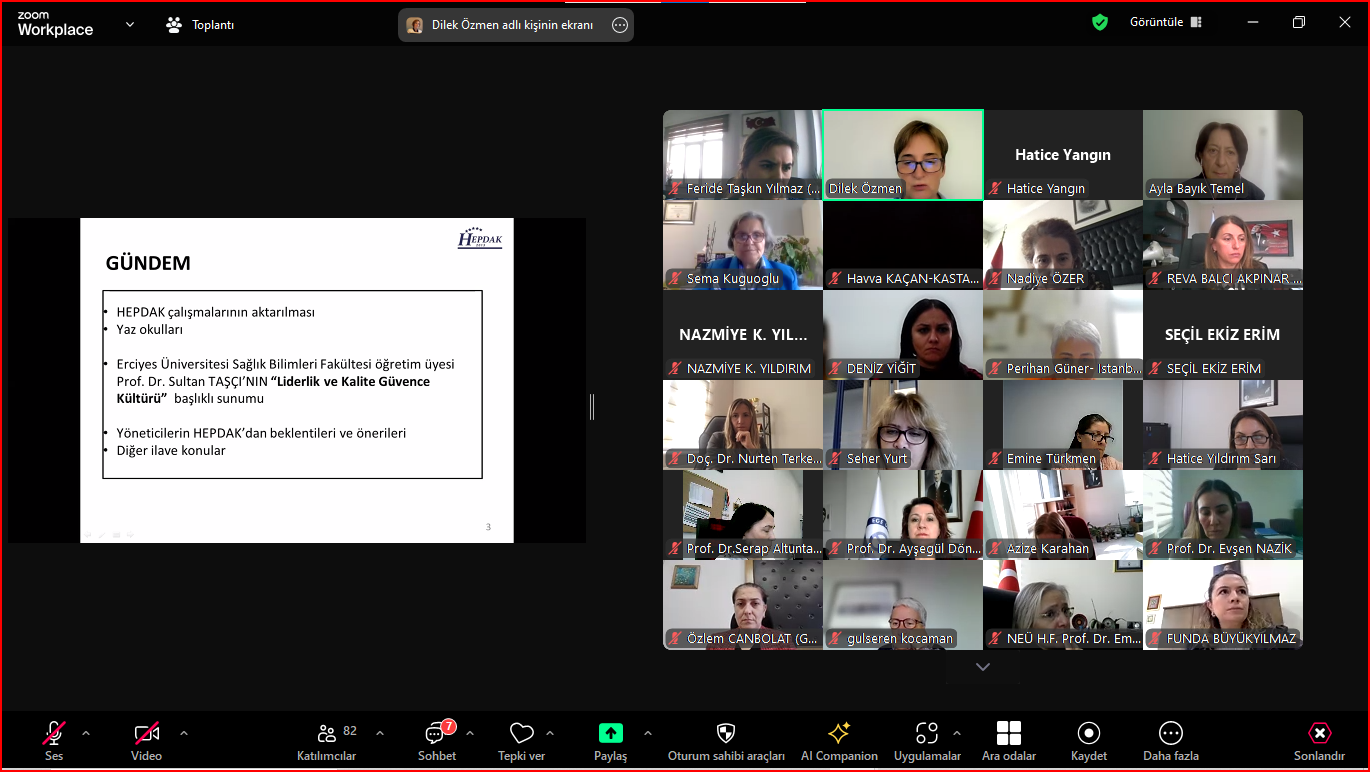 zoom
Workplace
Toplantı
Dilek Özmen adlı kişinin ekranı
Görüntüle
HEPDAK
GÜNDEM
• HEPDAK çalışmalarının aktarılması
• Yaz okulları
• Erciyes Üniversitesi Sağlık Bilimleri Fakültesi öğretim üyesi
Prof. Dr. Sultan TAŞÇI’NIN “Liderlik ve Kalite Güvence
Kültürü” başlıklı sunumu
• Yöneticilerin HEPDAK’dan beklentileri ve önerileri
• Diğer ilave konular
3
Feride Taşkın Yılmaz (...
Dilek Özmen
Hatice Yangın
Hatice Yangın
Ayla Bayık Temel
Sema Kuguoglu
Havva KAÇAN-KASTA...
Nadiye ÖZER
REVA BALCI AKPINAR ...
NAZMİYE K. YIL...
NAZMIYE K. YILDIRIM
DENİZ YİĞİT
Perihan Güner- Istanb...
SEÇİL EKİZ ERİM
SEÇİL EKİZ ERİM
Doç. Dr. Nurten Terke...
Seher Yurt
Emine Türkmen
Hatice Yıldırım Sarı
Prof. Dr.Serap Altunta...
EGE
Prof. Dr. Ayşegül Dön...
Azize Karahan
Prof. Dr. Evşen NAZİK
Özlem CANBOLAT (G...
gulseren kocaman
NEÜ H.F. Prof. Dr. Em...
FUNDA BÜYÜKYILMAZ
Ses
Video
82
Katılımcılar
7
Sohbet
Tepki ver
Paylaş
Oturum sahibi araçları
AI Companion
Uygulamalar
Ara odalar
Kaydet
Daha fazla
Sonlandır